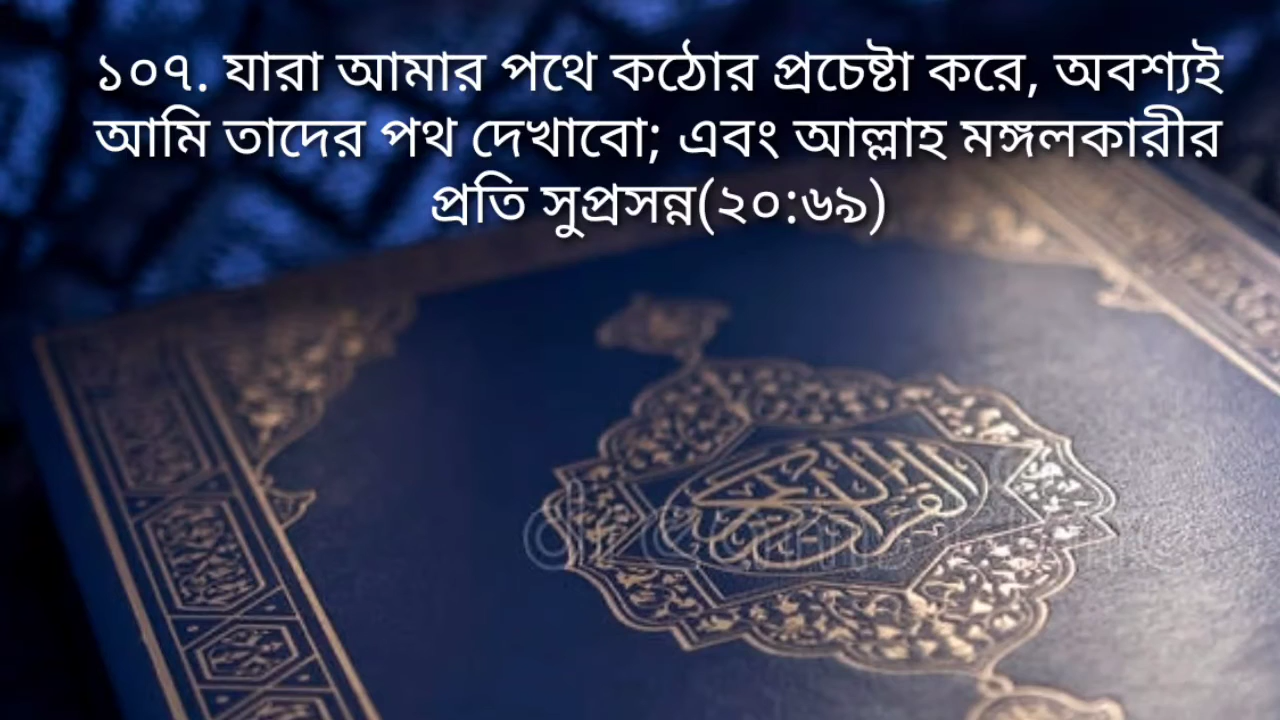 ১০৭. যারা আমার পথে কঠোর প্রচেষ্টা করে, অবশ্যই
আমি তাদের পথ দেখাবো; এবং আল্লাহ মঙ্গলকারীর
প্রতি সুপ্রসন্ন(২০:৬৯)